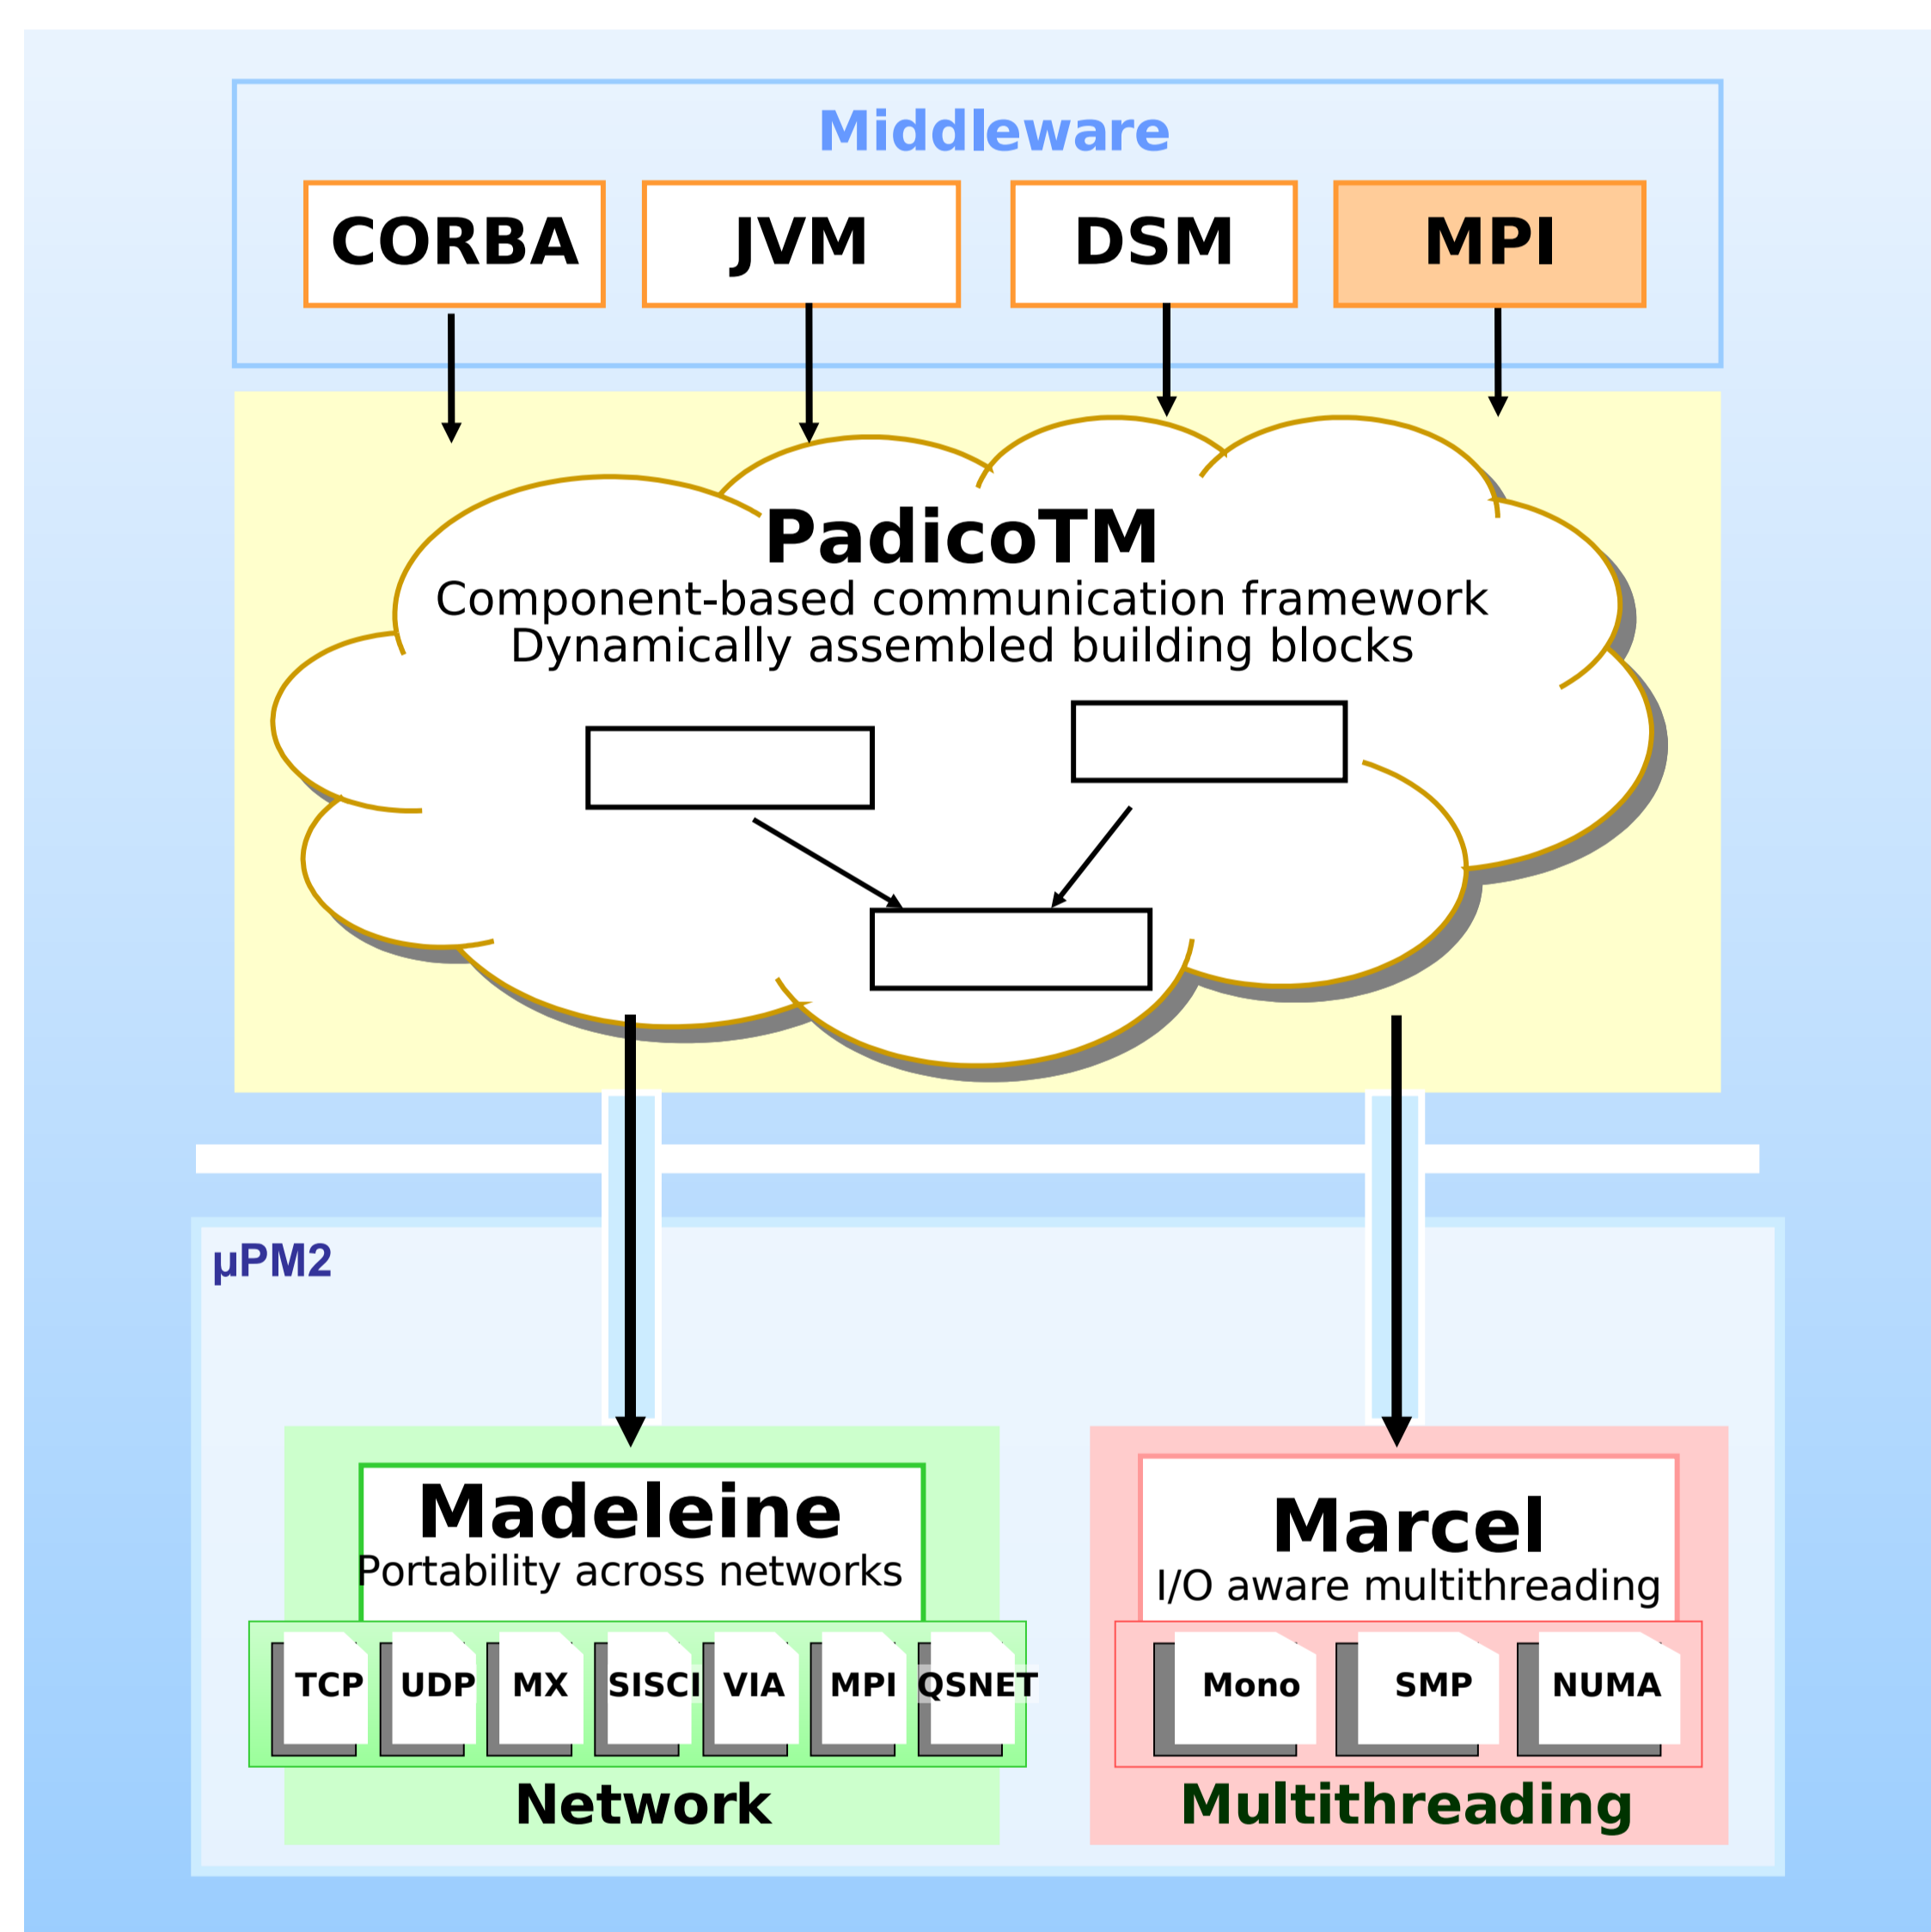 Middleware
CORBA JVM DSM MPI
PadicoTM
Component-based communication framework
Dynamically assembled building blocks
µPM2
Madeleine
Portability across networks
TCP UDP MX SISCI VIA MPI QSNET
Network
Marcel
I/O aware multithreading
Mono SMP NUMA
Multithreading